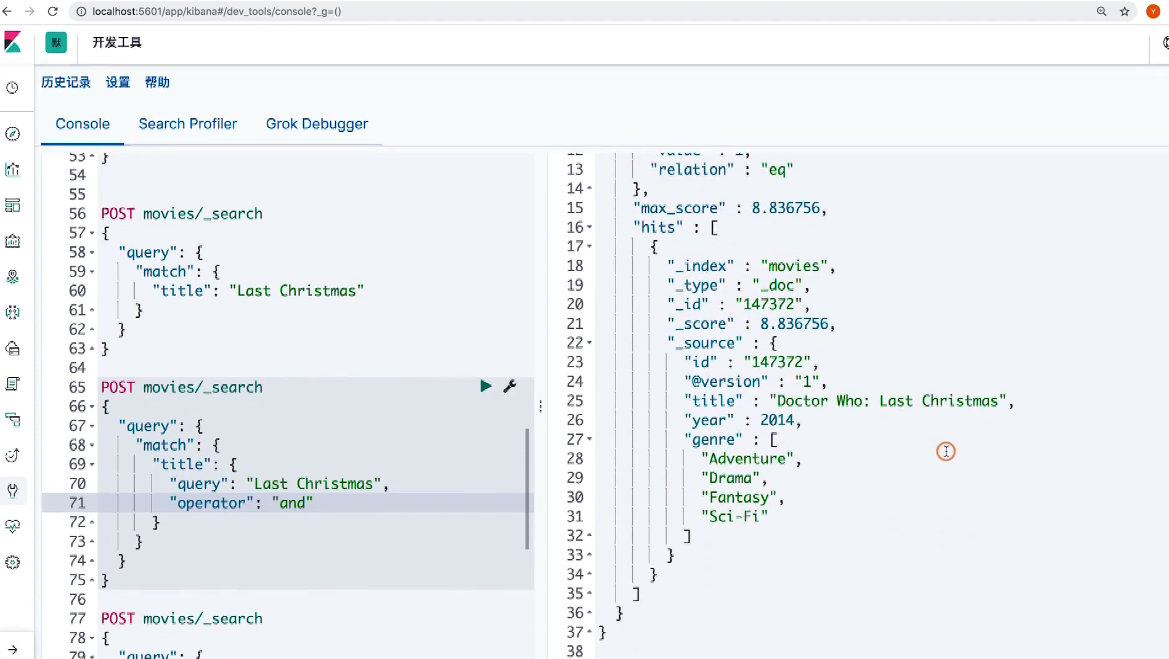 localhost:5601/app/kibana#/dev_tools/console?_g=()
Y
默
开发工具
历史记录 设置 帮助
Console Search Profiler Grok Debugger
53 }
54
55
56 POST movies/_search
57 {
58 "query": {
59 "match": {
60 "title": "Last Christmas"
61 }
62 }
63 }
64
65 POST movies/_search
66 {
67 "query": {
68 "match": {
69 "title": {
70 "query": "Last Christmas",
71 "operator": "and"
72 }
73 }
74 }
75 }
76
77 POST movies/_search
78 {
79 "query": {
12 "value" : 1,
13 "relation" : "eq"
14 },
15 "max_score" : 8.836756,
16 "hits" : [
17 {
18 "_index" : "movies",
19 "_type" : "_doc",
20 "_id" : "147372",
21 "_score" : 8.836756,
22 "_source" : {
23 "id" : "147372",
24 "@version" : "1",
25 "title" : "Doctor Who: Last Christmas",
26 "year" : 2014,
27 "genre" : [
28 "Adventure",
29 "Drama",
30 "Fantasy",
31 "Sci-Fi"
32 ]
33 }
34 }
35 ]
36 }
37 }
38